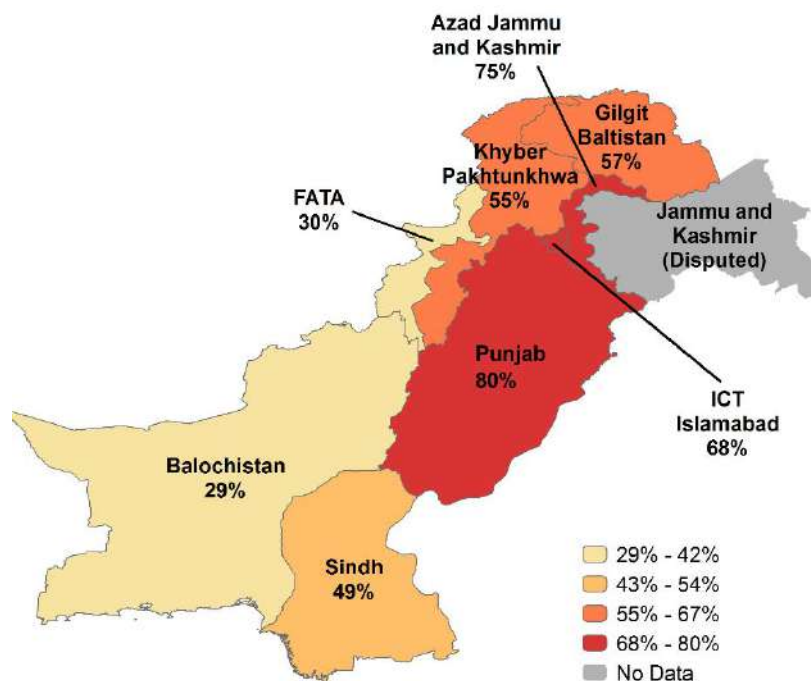 Azad Jammu
and Kashmir
75%
Gilgit
Baltistan
57%
Khyber
Pakhtunkhwa
55%
FATA
30%
Jammu and
Kashmir
(Disputed)
Punjab
80%
ICT
Islamabad
68%
Balochistan
29%
Sindh
49%
29% - 42%
43% - 54%
55% - 67%
68% - 80%
No Data